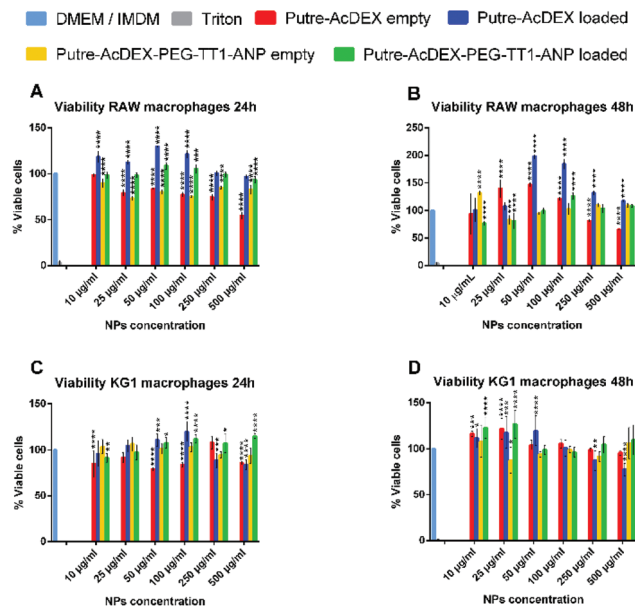 DMEM / IMDM Triton Putre-AcDEX empty Putre-AcDEX loaded
Putre-AcDEX-PEG-TT1-ANP empty Putre-AcDEX-PEG-TT1-ANP loaded
A
Viability RAW macrophages 24h
% Viable cells
150
100
50
0
10 µg/ml
25 µg/ml
50 µg/ml
100 µg/ml
250 µg/ml
500 µg/ml
NPs concentration
B
Viability RAW macrophages 48h
% Viable cells
250
200
150
100
50
0
10 µg/mL
25 µg/ml
50 µg/ml
100 µg/ml
250 µg/ml
500 µg/ml
NPs concentration
C
Viability KG1 macrophages 24h
% Viable cells
150
100
50
0
10 µg/ml
25 µg/ml
50 µg/ml
100 µg/ml
250 µg/ml
500 µg/ml
NPs concentration
D
Viability KG1 macrophages 48h
% Viable cells
150
100
50
0
10 µg/ml
25 µg/ml
50 µg/ml
100 µg/ml
250 µg/ml
500 µg/ml
NPs concentration